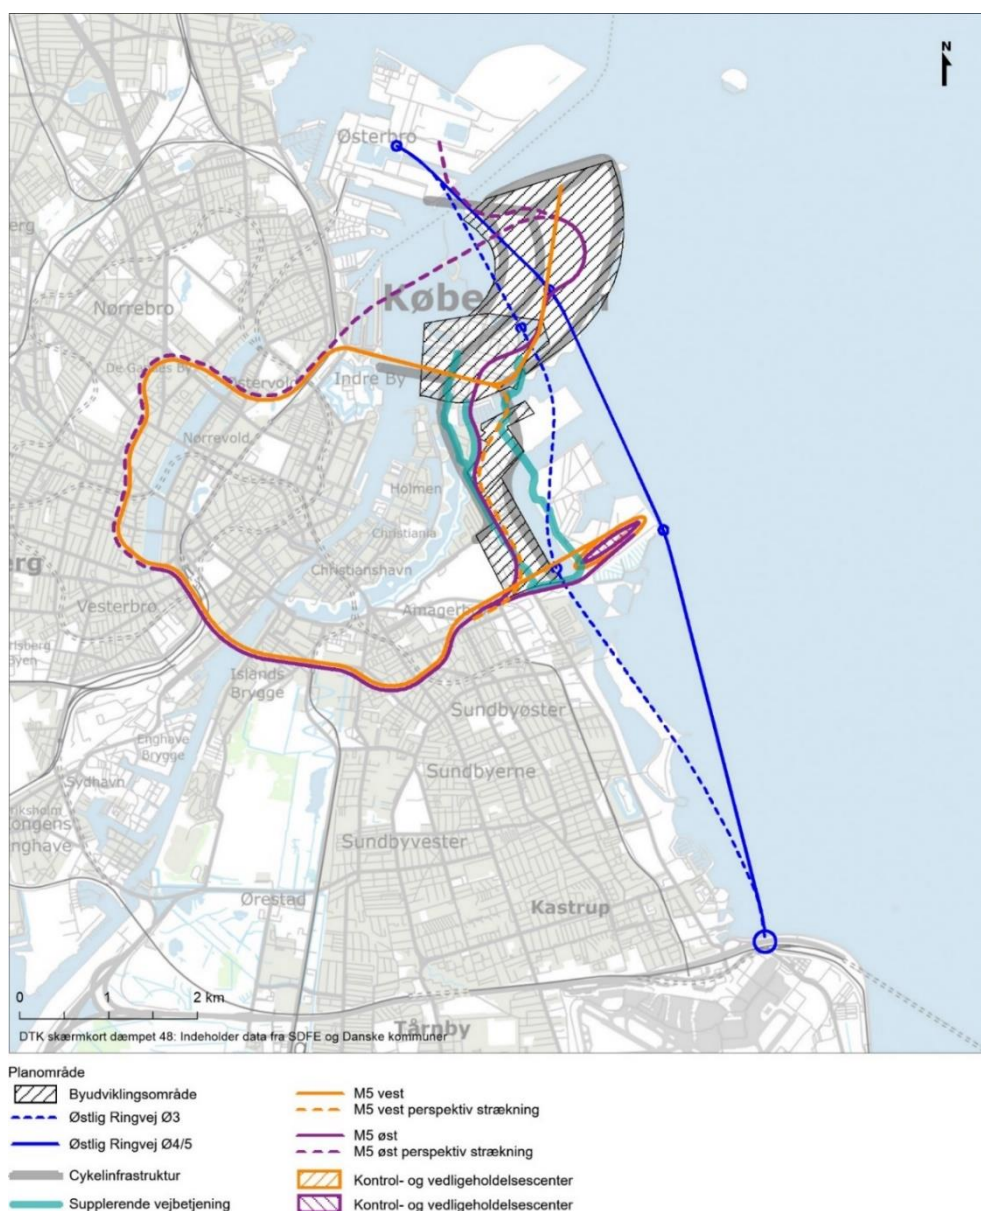 N
Østerbro
Nørrebro
København
De Gamles By
Østervold
Indre By
Nørrevold
Holmen
Christiania
Christianshavn
Vesterbro
Islands
Brygge
Sundbyøster
Enghave
Brygge
Sundbyerne
Sydhavn
Sundbyvester
Ørestad
Kastrup
0 1 2 km
Tårnby
DTK skærmkort dæmpet 48: Indeholder data fra SDFE og Danske kommuner
Planområde
Byudviklingsområde
Østlig Ringvej Ø3
Østlig Ringvej Ø4/5
Cykelinfrastruktur
Supplerende vejbetjening
M5 vest
M5 vest perspektiv strækning
M5 øst
M5 øst perspektiv strækning
Kontrol- og vedligeholdelsescenter
Kontrol- og vedligeholdelsescenter